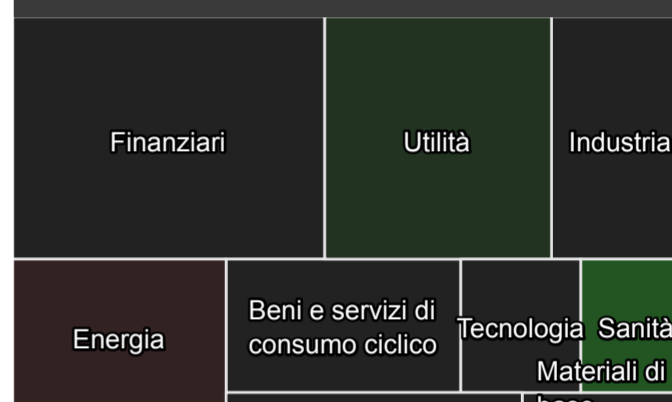 Finanziari
Utilità
Industria
Energia
Beni e servizi di
consumo ciclico
Tecnologia
Sanità
Materiali di